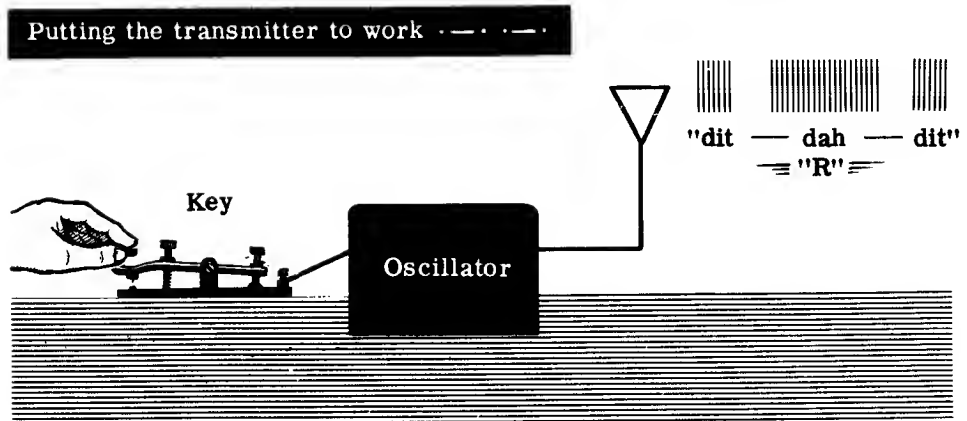 Putting the transmitter to work ·—· ·—·
"dit — dah — dit"
"R"
Key
Oscillator